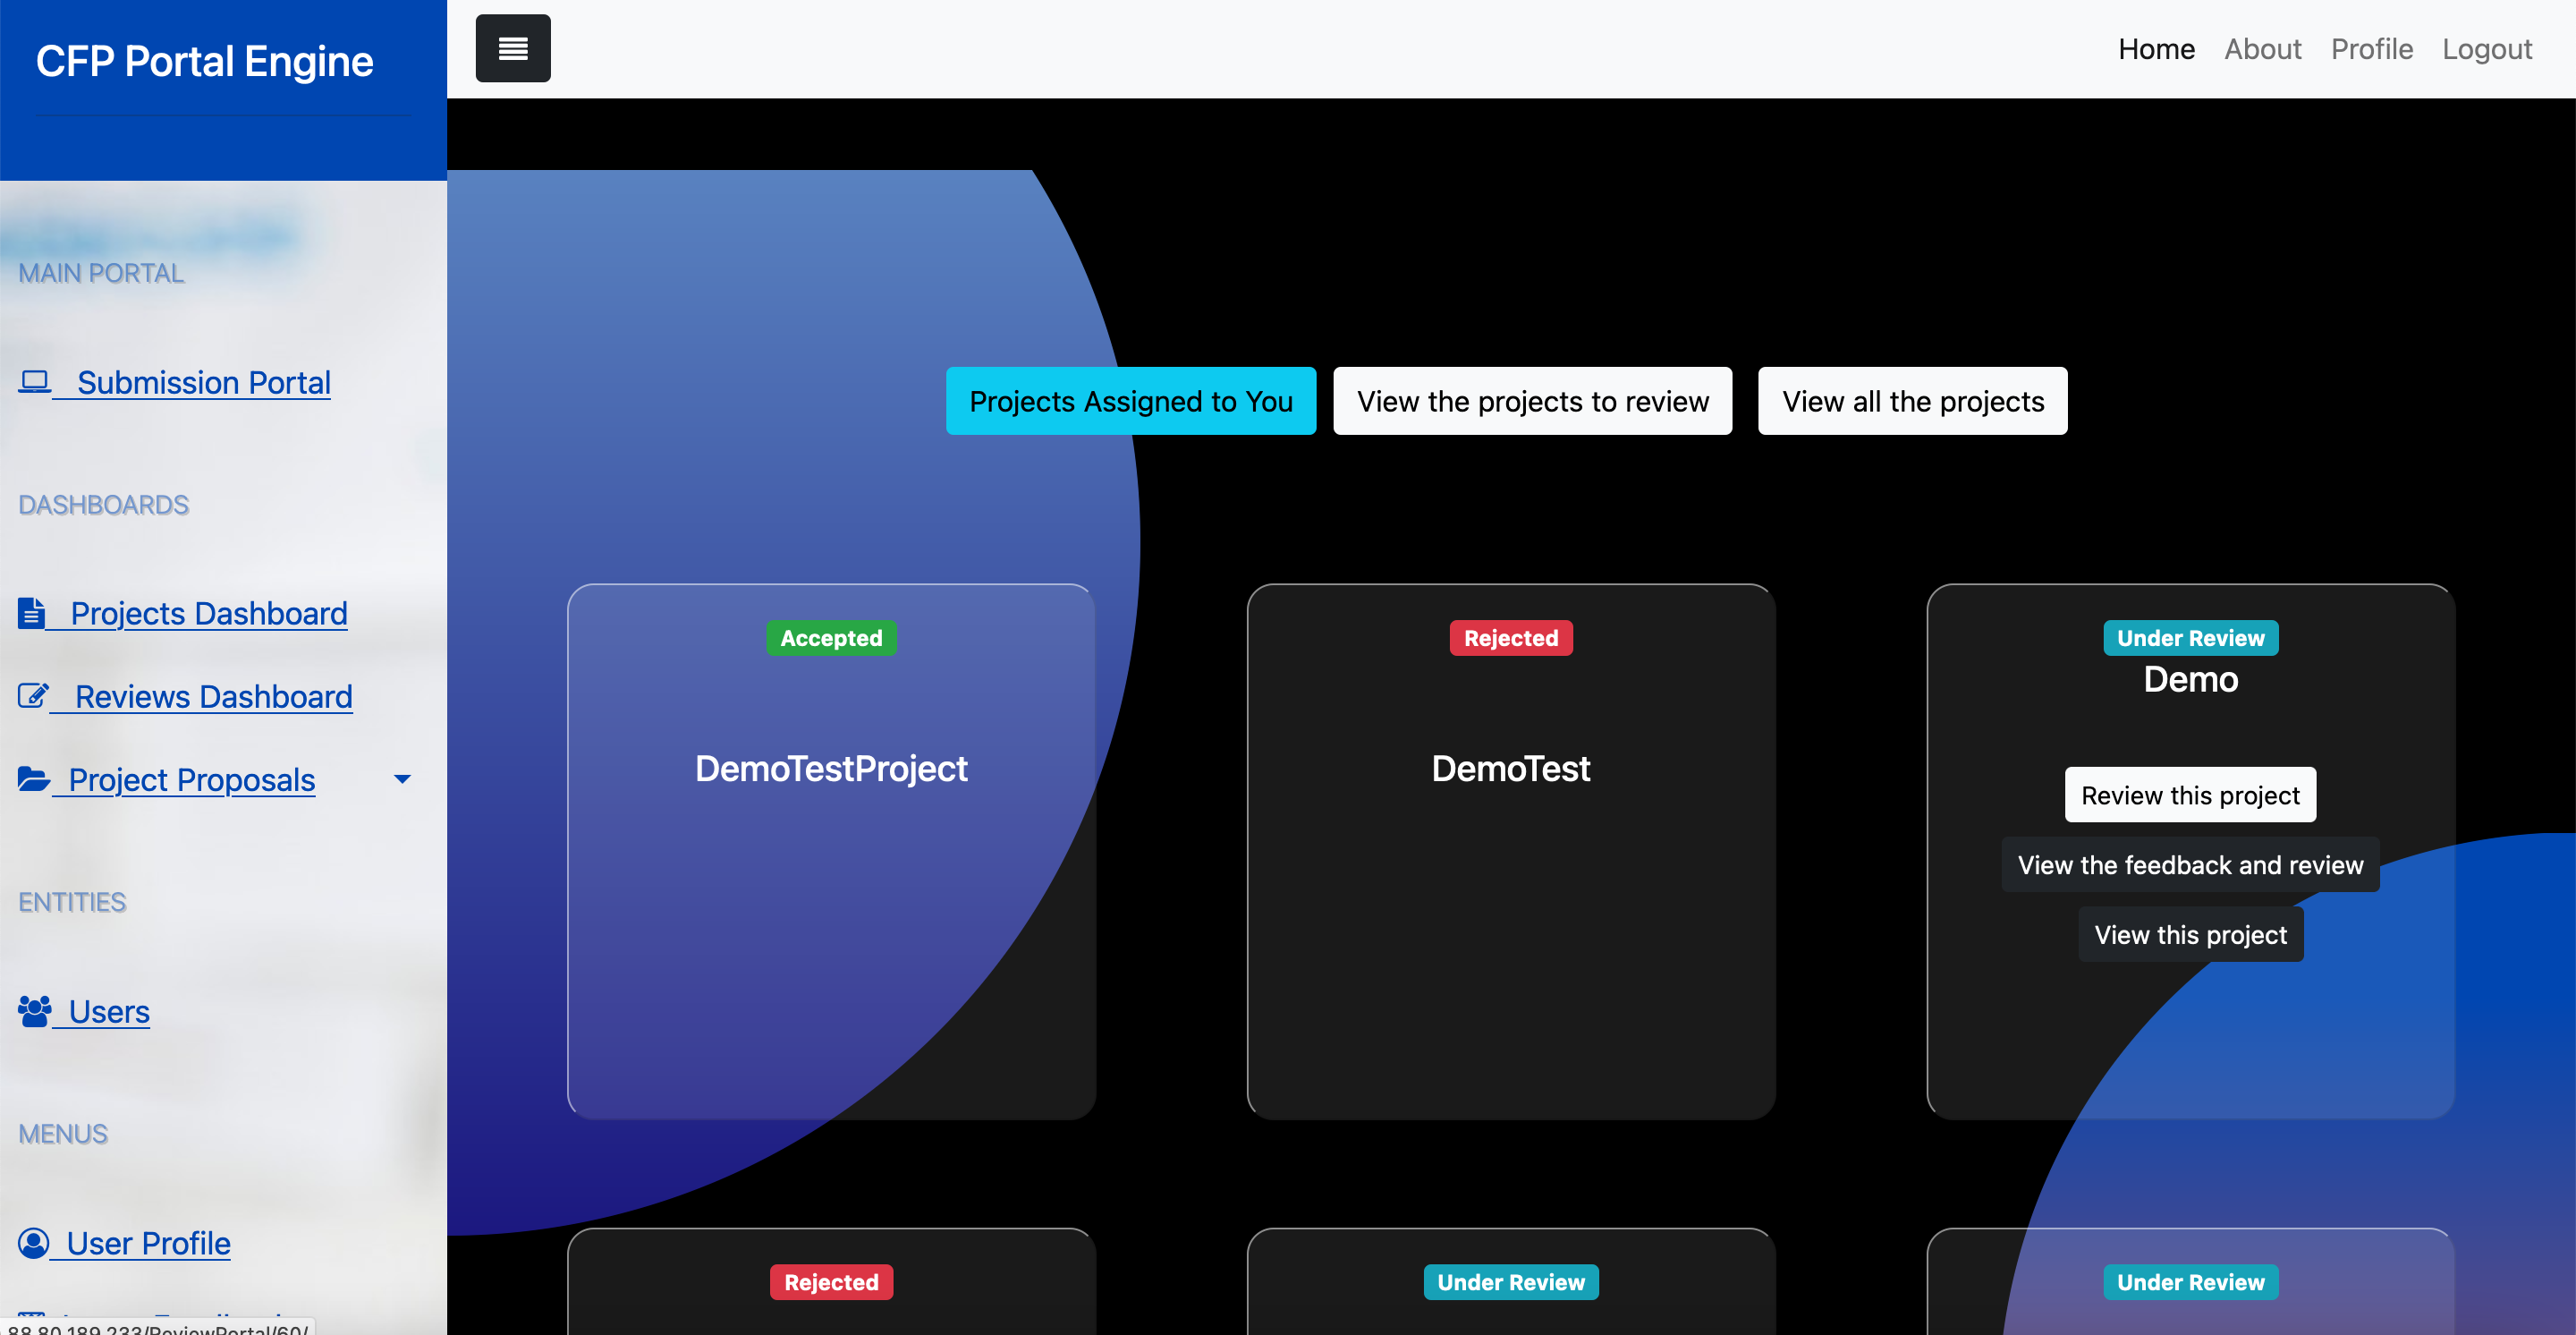 CFP Portal Engine
Home About Profile Logout
MAIN PORTAL
Submission Portal
DASHBOARDS
Projects Dashboard
Reviews Dashboard
Project Proposals
ENTITIES
Users
MENUS
User Profile
Projects Assigned to You
View the projects to review
View all the projects
Accepted
DemoTestProject
Rejected
DemoTest
Under Review
Demo
Review this project
View the feedback and review
View this project
Rejected
Under Review
Under Review
88.80.189.233/ReviewPortal/60/